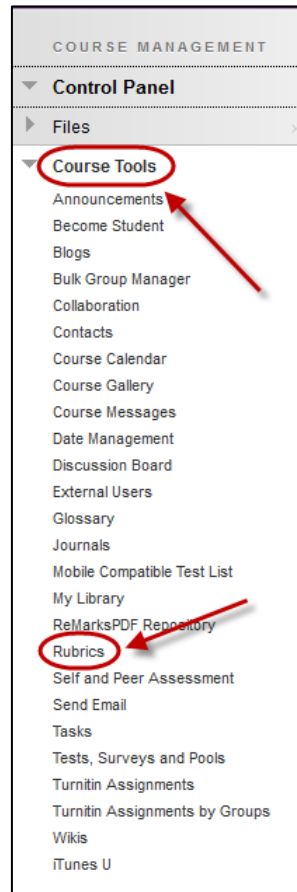 COURSE MANAGEMENT
Control Panel
Files
Course Tools
Announcements
Become Student
Blogs
Bulk Group Manager
Collaboration
Contacts
Course Calendar
Course Gallery
Course Messages
Date Management
Discussion Board
External Users
Glossary
Journals
Mobile Compatible Test List
My Library
ReMarksPDF Repository
Rubrics
Self and Peer Assessment
Send Email
Tasks
Tests, Surveys and Pools
Turnitin Assignments
Turnitin Assignments by Groups
Wikis
iTunes U